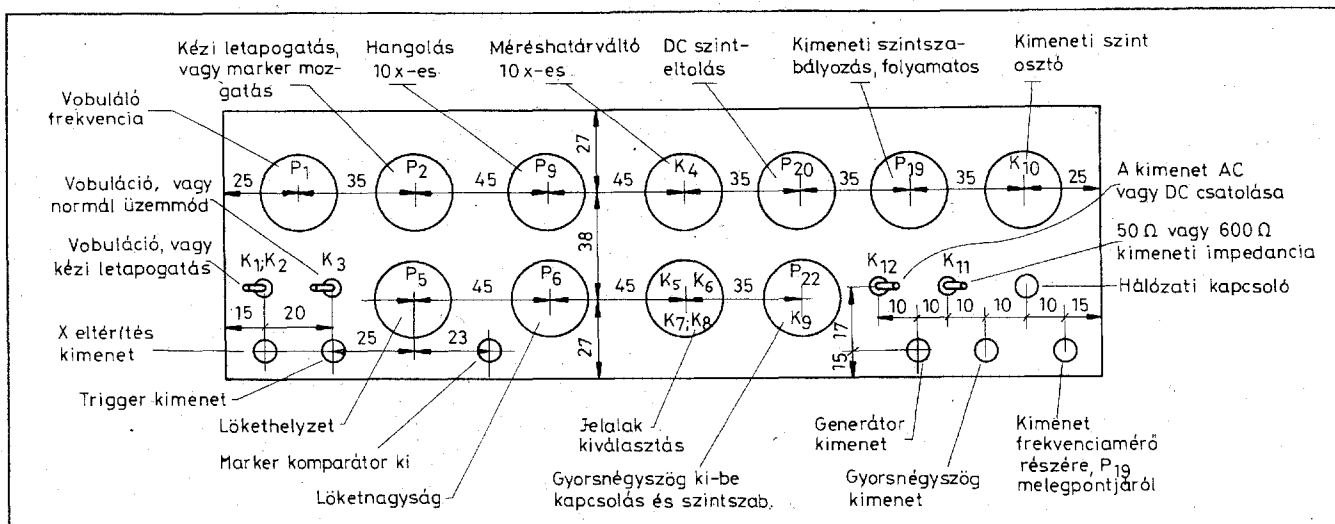 Kézi letapogatás,
vagy marker moz-
gatás
Hangolás
10x-es
Méréshatárváltó
10x-es
DC szint-
eltolás
Kimeneti szintsza-
bályozás, folyamatos
Kimeneti szint
osztó
Vobuláló
frekvencia
Vobuláció, vagy
normál üzemmód
Vobuláció, vagy
kézi letapogatás
A kimenet AC
vagy DC csatolása
50 Ω vagy 600 Ω
kimeneti impedancia
Hálózati kapcsoló
P1 P2 P9 K4 P20 P19 K10
25 35 45 27 45 35 35 35 25
38
K1;K2 K3 P5 P6 K5 K6 P22 K12 K11
K7;K8 K9
45 45 35
15 20 10 10 10 10 15
17
25 23 27 15
X eltérítés
kimenet
Trigger kimenet
Lökethelyzet
Marker komparátor ki
Löketnagyság
Jelalak
kiválasztás
Gyorsnégyszög ki-be
kapcsolás és szintszab.
Generátor
kimenet
Gyorsnégyszög
kimenet
Kimenet
frekvenciamérő
részére, P19
melegpontjáról